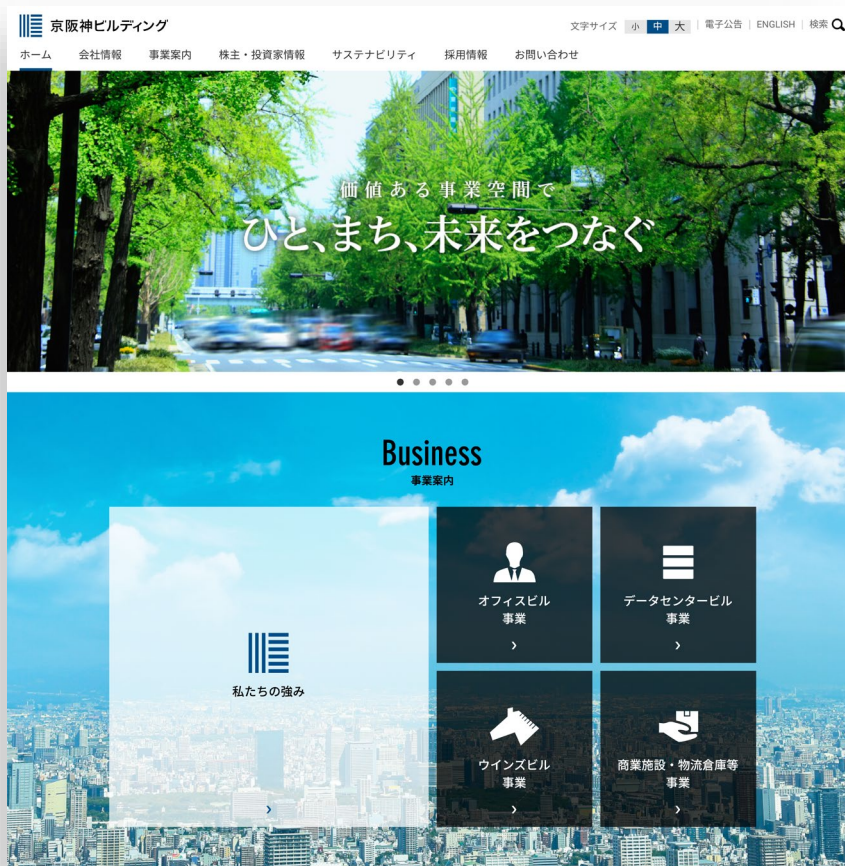 京阪神ビルディング
文字サイズ 小 中 大 電子公告 ENGLISH 検索
ホーム 会社情報 事業案内 株主・投資家情報 サステナビリティ 採用情報 お問い合わせ
価値ある事業空間で
ひと、まち、未来をつなぐ
Business
事業案内
私たちの強み
オフィスビル
事業
データセンタービル
事業
ウインズビル
事業
商業施設・物流倉庫等
事業